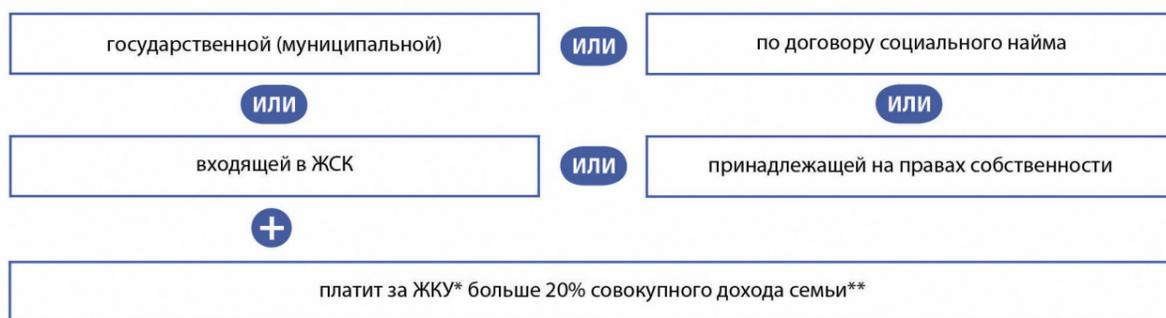 государственной (муниципальной)
ИЛИ
по договору социального найма
ИЛИ
ИЛИ
входящей в ЖСК
ИЛИ
принадлежащей на правах собственности
+
платит за ЖКУ* больше 20% совокупного дохода семьи**